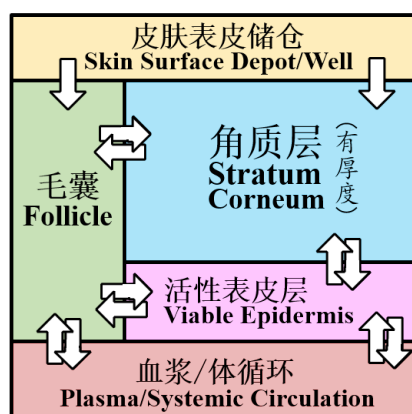 皮肤表皮储仓
Skin Surface Depot/Well
毛囊
Follicle
角质层
Stratum
Corneum
(有厚度)
活性表皮层
Viable Epidermis
血浆/体循环
Plasma/Systemic Circulation